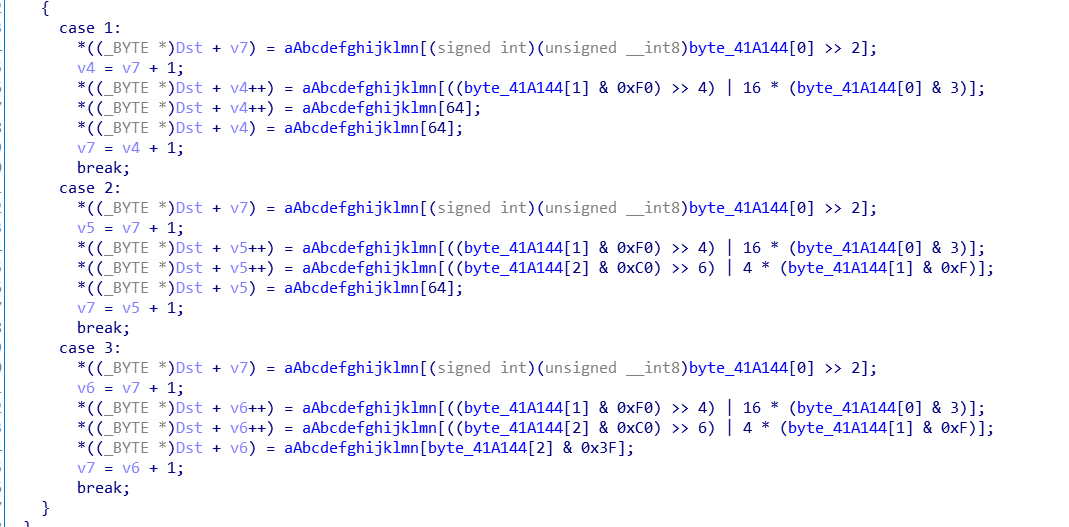 {
case 1:
*((_BYTE *)Dst + v7) = aAbcdefghijklmn[(signed int)(unsigned __int8)byte_41A144[0] >> 2];
v4 = v7 + 1;
*((_BYTE *)Dst + v4++) = aAbcdefghijklmn[((byte_41A144[1] & 0xF0) >> 4) | 16 * (byte_41A144[0] & 3)];
*((_BYTE *)Dst + v4++) = aAbcdefghijklmn[64];
*((_BYTE *)Dst + v4) = aAbcdefghijklmn[64];
v7 = v4 + 1;
break;
case 2:
*((_BYTE *)Dst + v7) = aAbcdefghijklmn[(signed int)(unsigned __int8)byte_41A144[0] >> 2];
v5 = v7 + 1;
*((_BYTE *)Dst + v5++) = aAbcdefghijklmn[((byte_41A144[1] & 0xF0) >> 4) | 16 * (byte_41A144[0] & 3)];
*((_BYTE *)Dst + v5++) = aAbcdefghijklmn[((byte_41A144[2] & 0xC0) >> 6) | 4 * (byte_41A144[1] & 0xF)];
*((_BYTE *)Dst + v5) = aAbcdefghijklmn[64];
v7 = v5 + 1;
break;
case 3:
*((_BYTE *)Dst + v7) = aAbcdefghijklmn[(signed int)(unsigned __int8)byte_41A144[0] >> 2];
v6 = v7 + 1;
*((_BYTE *)Dst + v6++) = aAbcdefghijklmn[((byte_41A144[1] & 0xF0) >> 4) | 16 * (byte_41A144[0] & 3)];
*((_BYTE *)Dst + v6++) = aAbcdefghijklmn[((byte_41A144[2] & 0xC0) >> 6) | 4 * (byte_41A144[1] & 0xF)];
*((_BYTE *)Dst + v6) = aAbcdefghijklmn[byte_41A144[2] & 0x3F];
v7 = v6 + 1;
break;
}